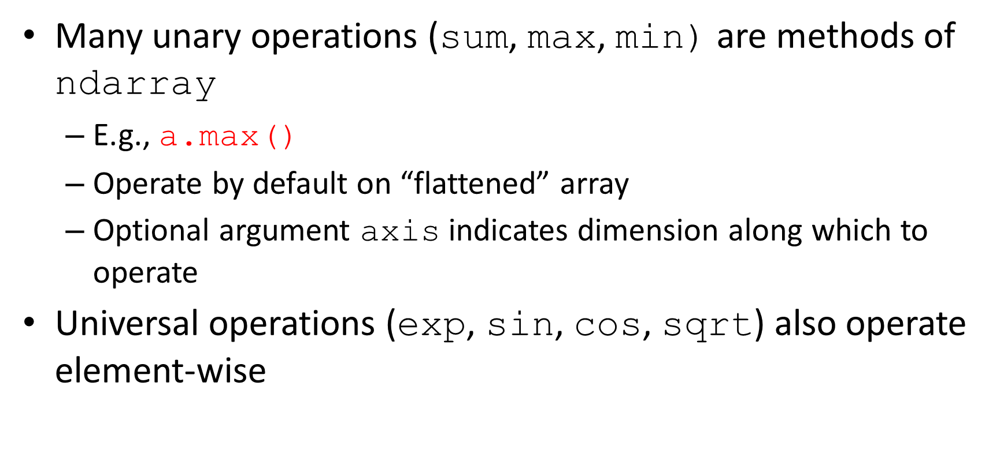 • Many unary operations (sum, max, min) are methods of
ndarray
– E.g., a.max()
– Operate by default on “flattened” array
– Optional argument axis indicates dimension along which to
operate
• Universal operations (exp, sin, cos, sqrt) also operate
element-wise